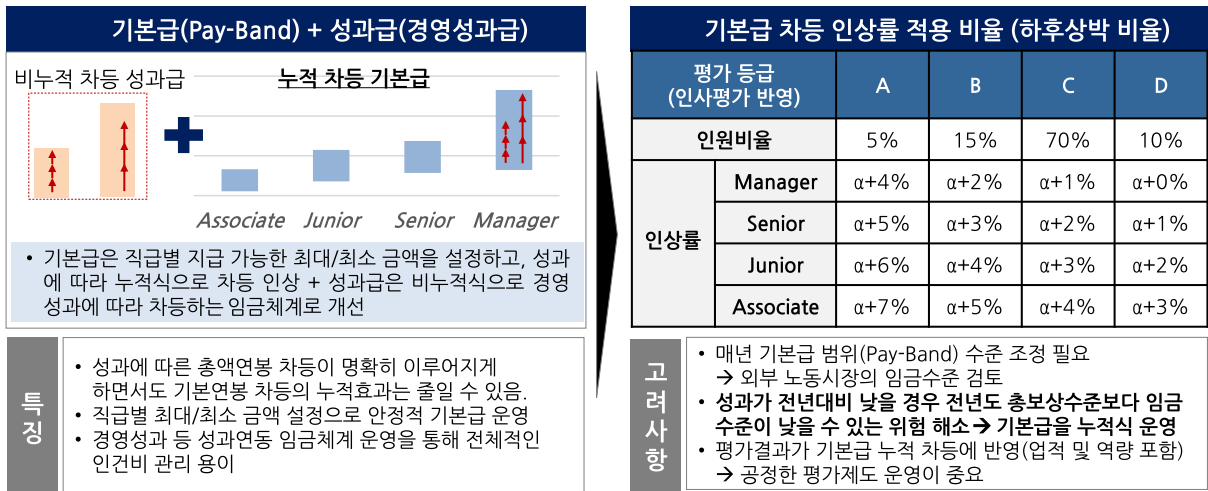 기본급(Pay-Band) + 성과급(경영성과급)
비누적 차등 성과급
누적 차등 기본급
Associate Junior Senior Manager
• 기본급은 직급별 지급 가능한 최대/최소 금액을 설정하고, 성과
에 따라 누적식으로 차등 인상 + 성과급은 비누적식으로 경영
성과에 따라 차등하는 임금체계로 개선
특징
• 성과에 따른 총액연봉 차등이 명확히 이루어지게
하면서도 기본연봉 차등의 누적효과는 줄일 수 있음.
• 직급별 최대/최소 금액 설정으로 안정적 기본급 운영
• 경영성과 등 성과연동 임금체계 운영을 통해 전체적인
인건비 관리 용이
기본급 차등 인상률 적용 비율 (하후상박 비율)
평가 등급
(인사평가 반영) A B C D
인원비율 5% 15% 70% 10%
인상률
Manager α+4% α+2% α+1% α+0%
Senior α+5% α+3% α+2% α+1%
Junior α+6% α+4% α+3% α+2%
Associate α+7% α+5% α+4% α+3%
고려사항
• 매년 기본급 범위(Pay-Band) 수준 조정 필요
→ 외부 노동시장의 임금수준 검토
• 성과가 전년대비 낮을 경우 전년도 총보상수준보다 임금
수준이 낮을 수 있는 위험 해소→ 기본급을 누적식 운영
• 평가결과가 기본급 누적 차등에 반영(업적 및 역량 포함)
→ 공정한 평가제도 운영이 중요